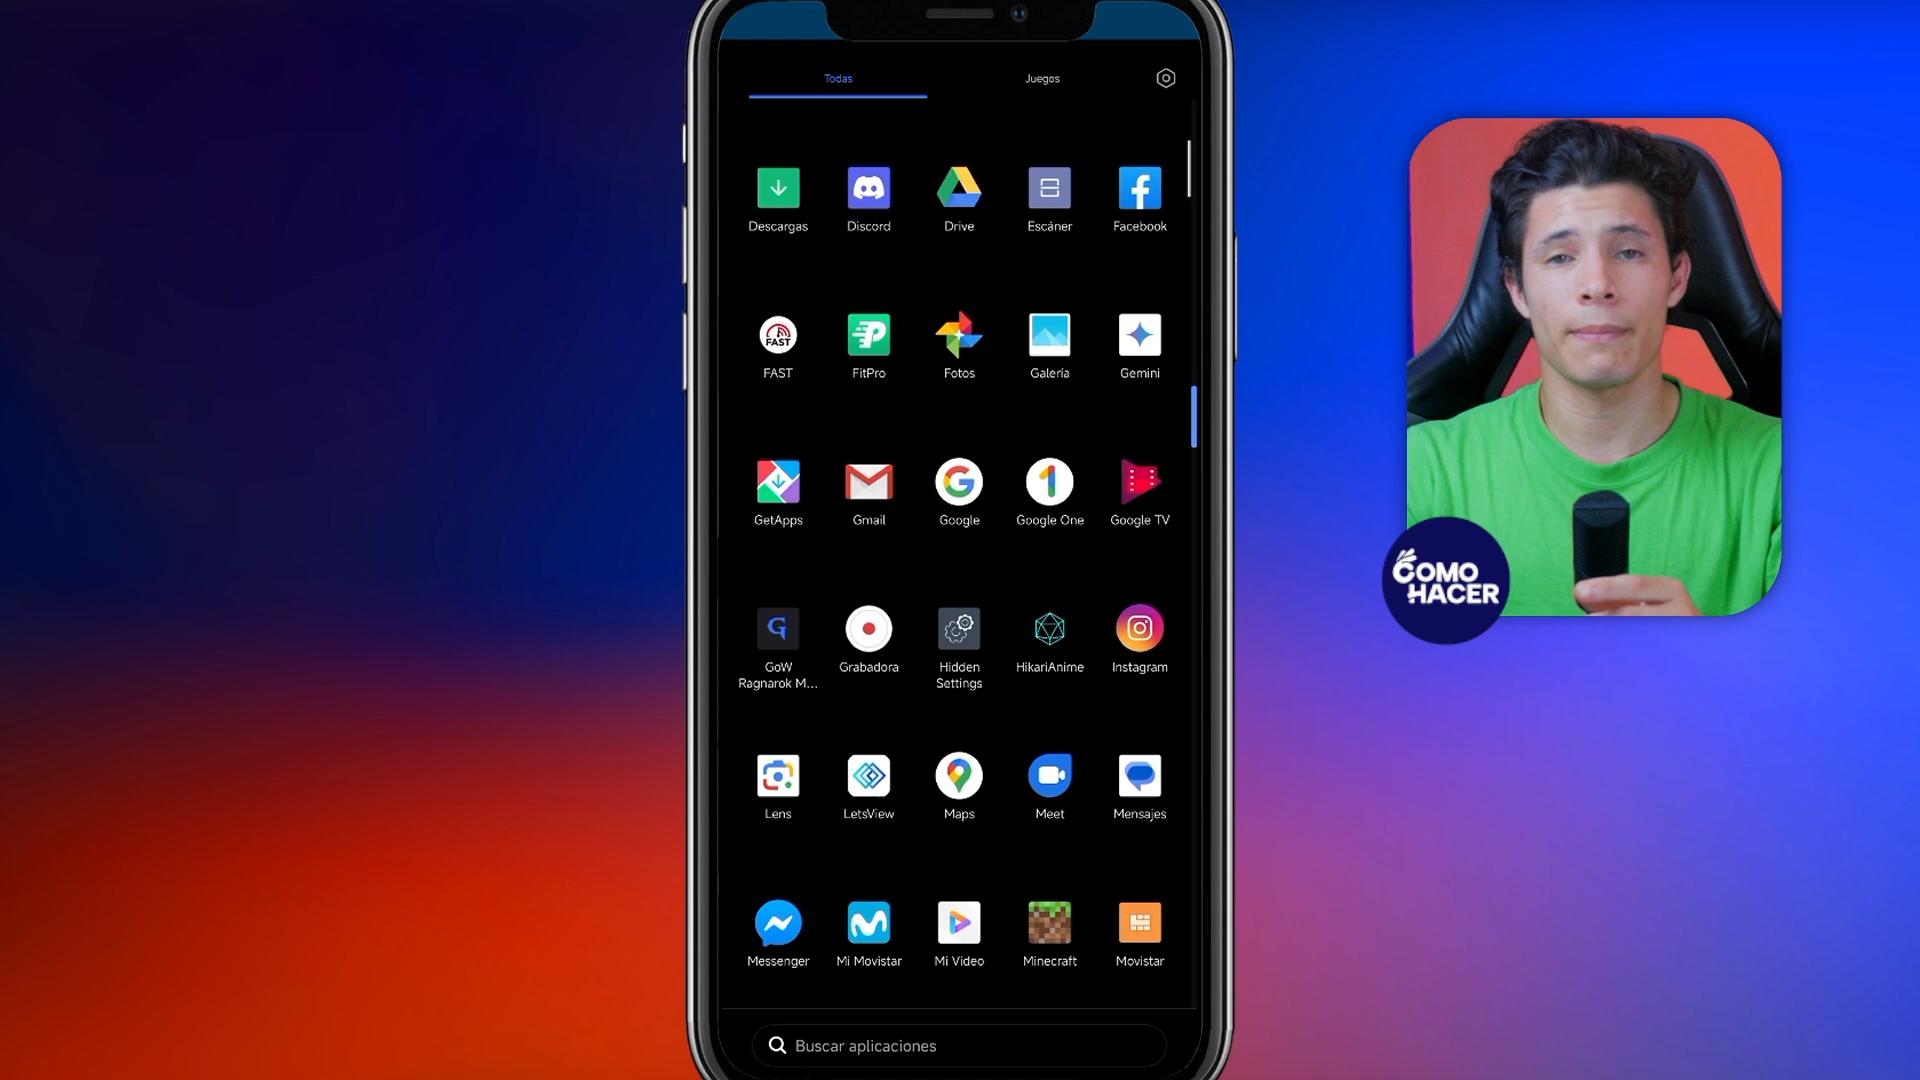 Todas
Juegos
Descargas
Discord
Drive
Escáner
Facebook
FAST
FAST
FitPro
Fotos
Galería
Gemini
GetApps
Gmail
Google
Google One
Google TV
GoW
Ragnarok M...
Grabadora
Hidden
Settings
HikariAnime
Instagram
Lens
LetsView
Maps
Meet
Mensajes
Messenger
Mi Movistar
Mi Video
Minecraft
Movistar
Buscar aplicaciones
COMO
HACER